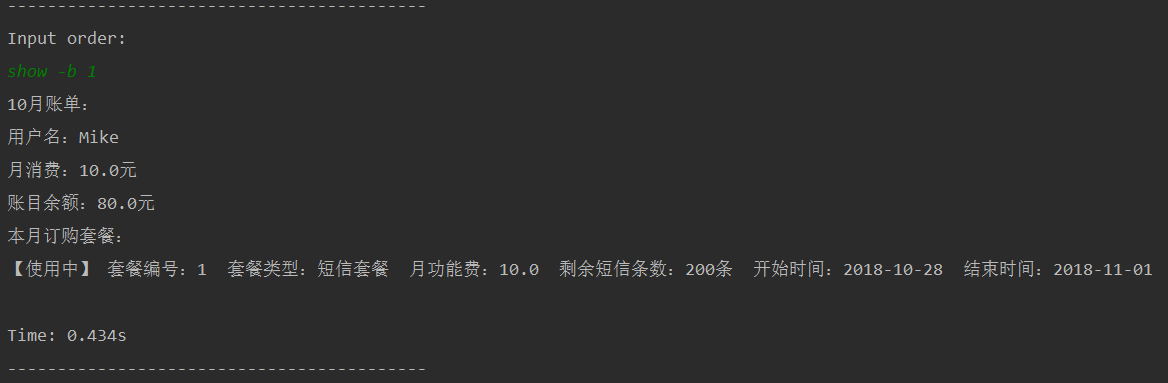 ------------------------------------------
Input order:
show -b 1
10月账单：
用户名：Mike
月消费：10.0元
账目余额：80.0元
本月订购套餐：
【使用中】 套餐编号：1  套餐类型：短信套餐  月功能费：10.0  剩余短信条数：200条  开始时间：2018-10-28  结束时间：2018-11-01
Time: 0.434s
------------------------------------------